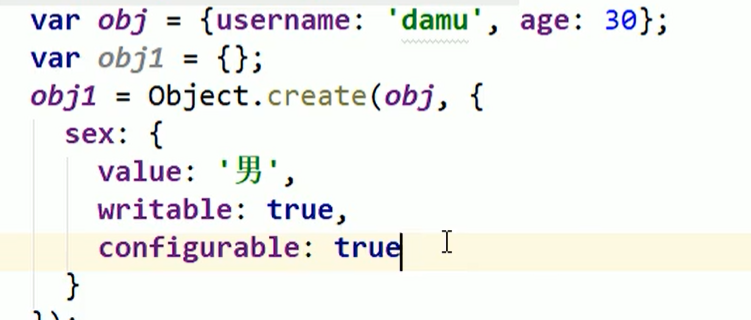 var obj = {username: 'damu', age: 30};
var obj1 = {};
obj1 = Object.create(obj, {
sex: {
value: '男',
writable: true,
configurable: true
}
});